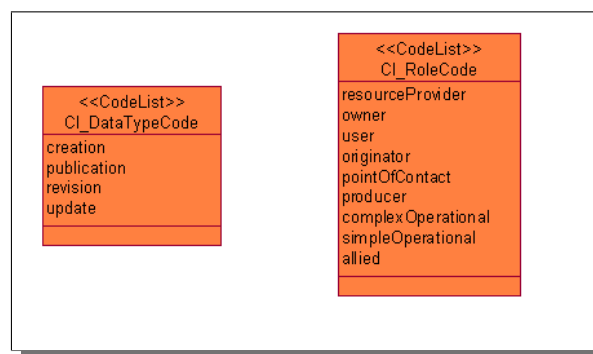 <<CodeList>>
CI_DataTypeCode
creation
publication
revision
update
<<CodeList>>
CI_RoleCode
resourceProvider
owner
user
originator
pointOfContact
producer
complexOperational
simpleOperational
allied